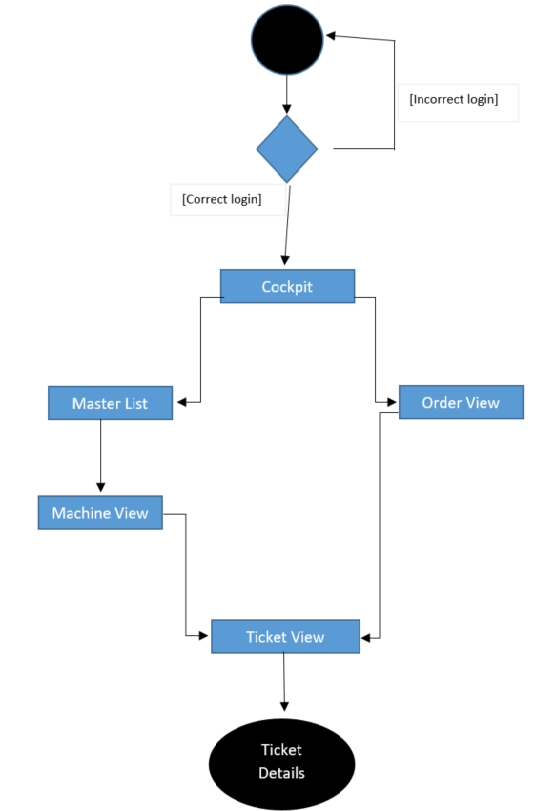 [Incorrect login]
[Correct login]
Cockpit
Master List
Order View
Machine View
Ticket View
Ticket
Details